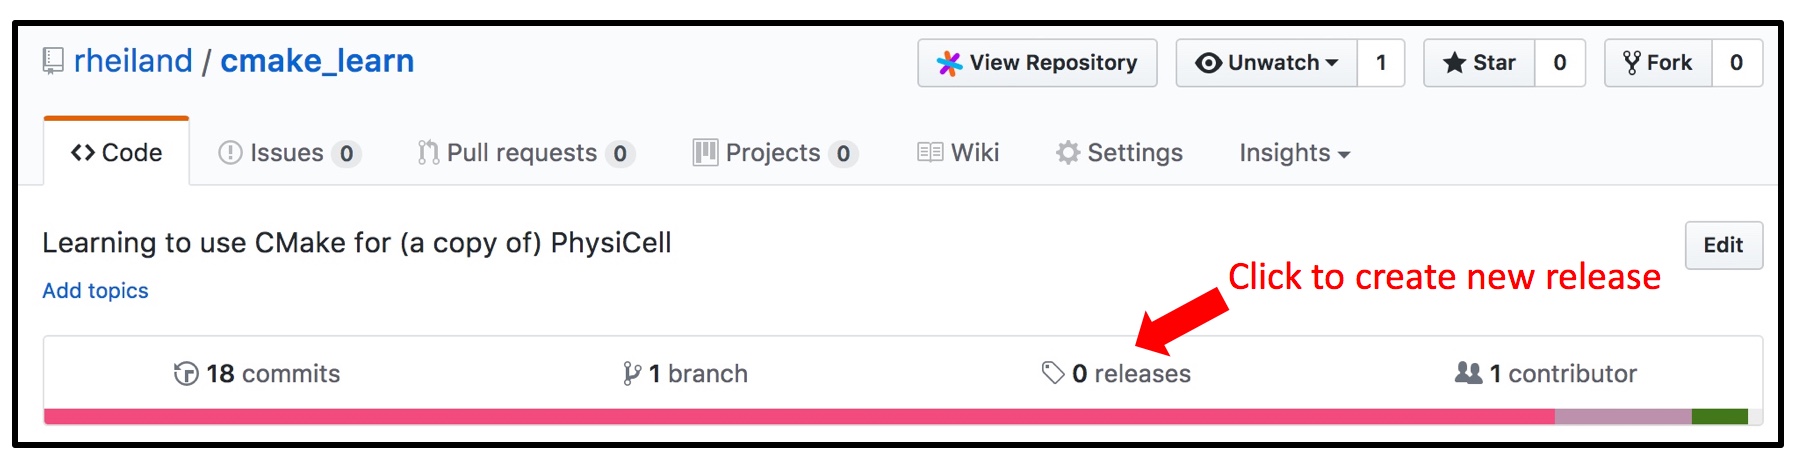 rheiland / cmake_learn
View Repository
Unwatch 1
Star 0
Fork 0
Code
Issues 0
Pull requests 0
Projects 0
Wiki
Settings
Insights
Learning to use CMake for (a copy of) PhysiCell
Edit
Add topics
Click to create new release
18 commits
1 branch
0 releases
1 contributor